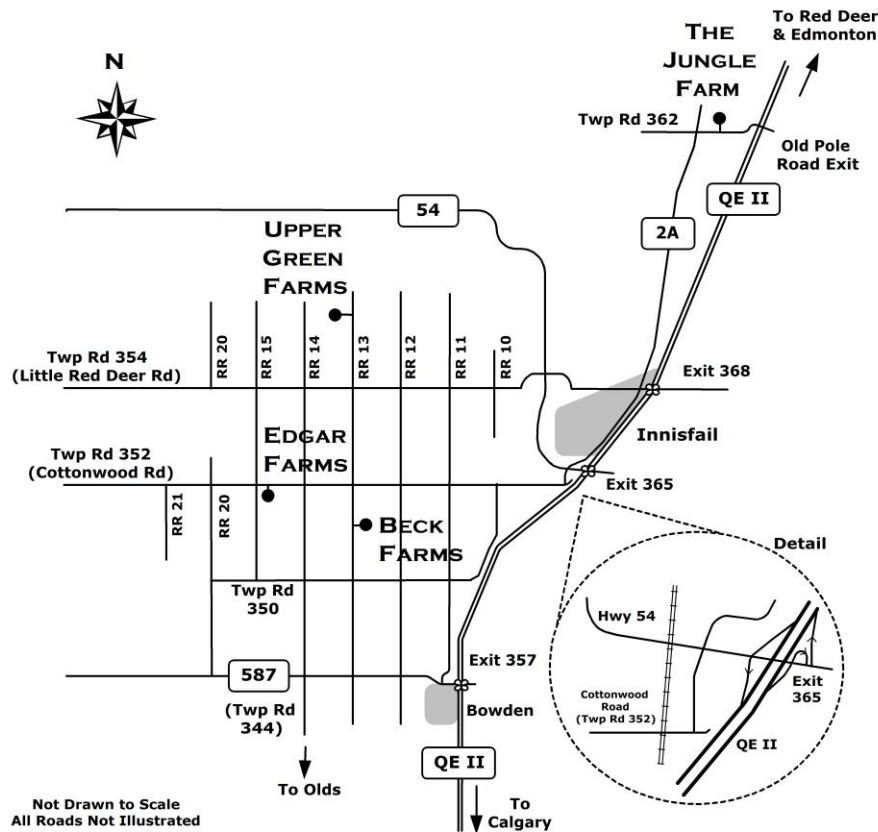 To Red Deer
& Edmonton
THE
JUNGLE
FARM
N
Twp Rd 362
Old Pole
Road Exit
QE II
54
2A
UPPER
GREEN
FARMS
RR 20
RR 15
RR 14
RR 13
RR 12
RR 11
RR 10
Twp Rd 354
(Little Red Deer Rd)
Exit 368
Innisfail
EDGAR
FARMS
Twp Rd 352
(Cottonwood Rd)
Exit 365
RR 21
RR 20
BECK
FARMS
Detail
Twp Rd
350
Hwy 54
Exit 357
587
(Twp Rd
344)
Bowden
Exit
365
Cottonwood
Road
(Twp Rd 352)
QE II
QE II
To Olds
To
Calgary
Not Drawn to Scale
All Roads Not Illustrated